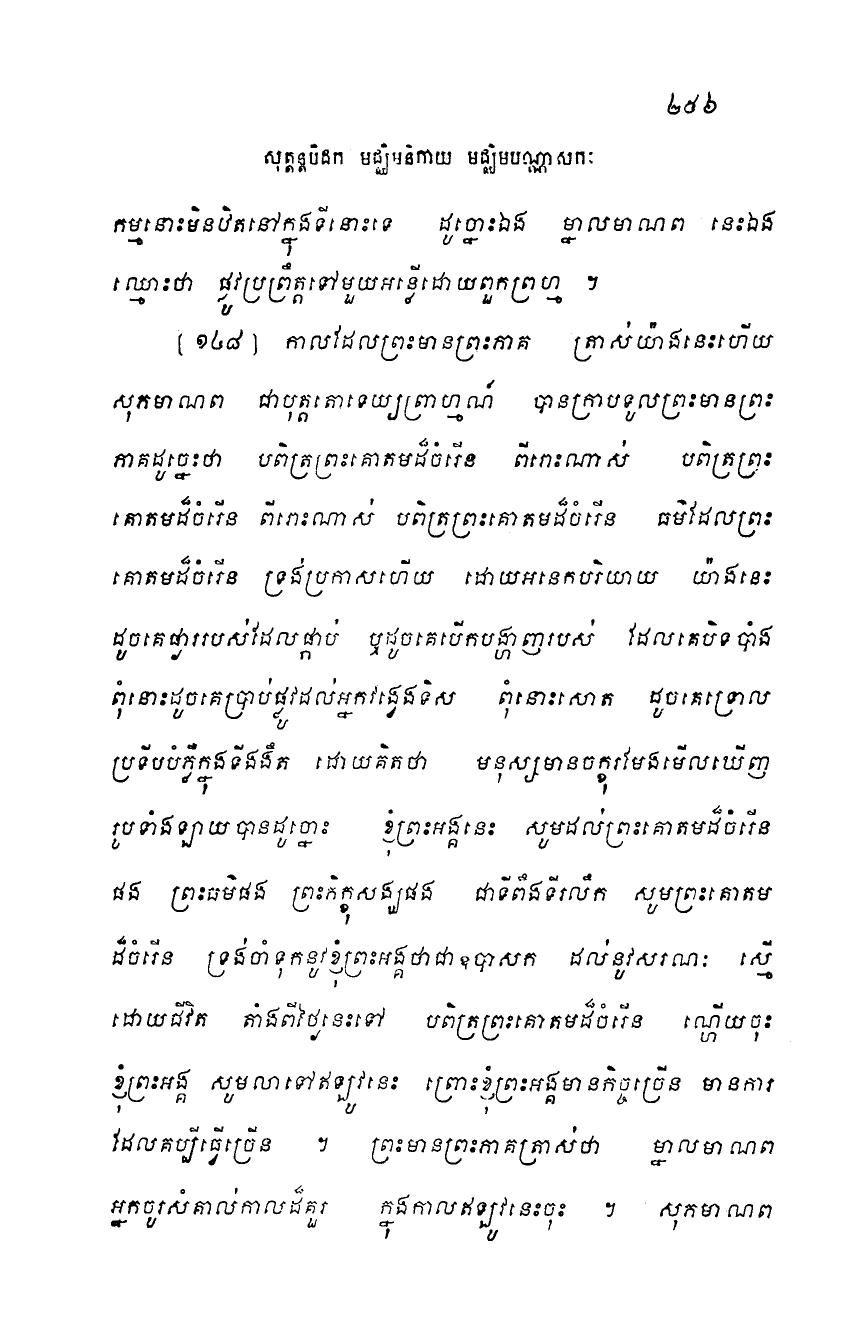 ២៥៦
សុត្តន្តបិដក មជ្ឈិមនិកាយ មជ្ឈិមបណ្ណាសកៈ
កម្មនោះមិនឋិតនៅក្នុងទីនោះទេ ដូច្នោះឯង ម្នាលមាណព នេះឯង
ឈ្មោះថា ផ្លូវប្រព្រឹត្តទៅមួយអន្លើដោយពួកព្រហ្ម ។
[១៤៨] កាលដែលព្រះមានព្រះភាគ ត្រាស់យ៉ាងនេះហើយ
សុភមាណព ជាបុត្តតោទេយ្យព្រាហ្មណ៍ បានក្រាបទូលព្រះមានព្រះ
ភាគដូច្នេះថា បពិត្រព្រះគោតមដ៏ចំរើន ពីរោះណាស់ បពិត្រព្រះ
គោតមដ៏ចំរើន ពីរោះណាស់ បពិត្រព្រះគោតមដ៏ចំរើន ធម៌ដែលព្រះ
គោតមដ៏ចំរើន ទ្រង់ប្រកាសហើយ ដោយអនេកបរិយាយ យ៉ាងនេះ
ដូចគេផ្ងាររបស់ដែលផ្កាប់ ឬដូចគេបើកបង្ហាញរបស់ ដែលគេបិទបាំង
ពុំនោះដូចគេប្រាប់ផ្លូវដល់អ្នកវង្វេងទិស ពុំនោះសោត ដូចគេទ្រោល
ប្រទីបបំភ្លឺក្នុងទីងងឹត ដោយគិតថា មនុស្សមានចក្ខុរមែងមើលឃើញ
រូបទាំងឡាយបានដូច្នោះ ខ្ញុំព្រះអង្គនេះ សូមដល់ព្រះគោតមដ៏ចំរើន
ផង ព្រះធម៌ផង ព្រះភិក្ខុសង្ឃផង ជាទីពឹងទីរលឹក សូមព្រះគោតម
ដ៏ចំរើន ទ្រង់ចាំទុកនូវខ្ញុំព្រះអង្គថាជាឧបាសក ដល់នូវសរណៈ ស្មើ
ដោយជីវិត តាំងពីថ្ងៃនេះទៅ បពិត្រព្រះគោតមដ៏ចំរើន ណ្ហើយចុះ
ខ្ញុំព្រះអង្គ សូមលាទៅឥឡូវនេះ ព្រោះខ្ញុំព្រះអង្គមានកិច្ចច្រើន មានការ
ដែលគប្បីធ្វើច្រើន ។ ព្រះមានព្រះភាគត្រាស់ថា ម្នាលមាណព
អ្នកចូរសំគាល់កាលដ៏គួរ ក្នុងកាលឥឡូវនេះចុះ ។ សុភមាណព